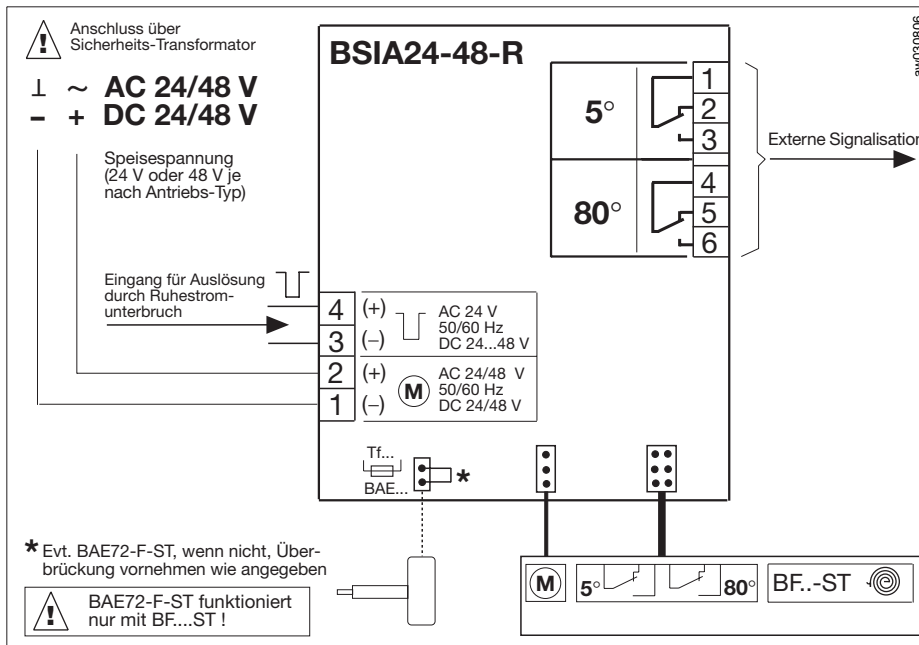 Anschluss über
Sicherheits-Transformator
⊥ ~ AC 24/48 V
– + DC 24/48 V
Speisespannung
(24 V oder 48 V je
nach Antriebs-Typ)
Eingang für Auslösung
durch Ruhestrom-
unterbruch
BSIA24-48-R
5°
1
2
3
80°
4
5
6
Externe Signalisation
4 (+)
3 (–)
AC 24 V
50/60 Hz
DC 24...48 V
2 (+)
1 (–)
M
AC 24/48 V
50/60 Hz
DC 24/48 V
Tf...
BAE...
*
* Evt. BAE72-F-ST, wenn nicht, Über-
brückung vornehmen wie angegeben
BAE72-F-ST funktioniert
nur mit BF....ST !
M
5° 80°
BF..-ST